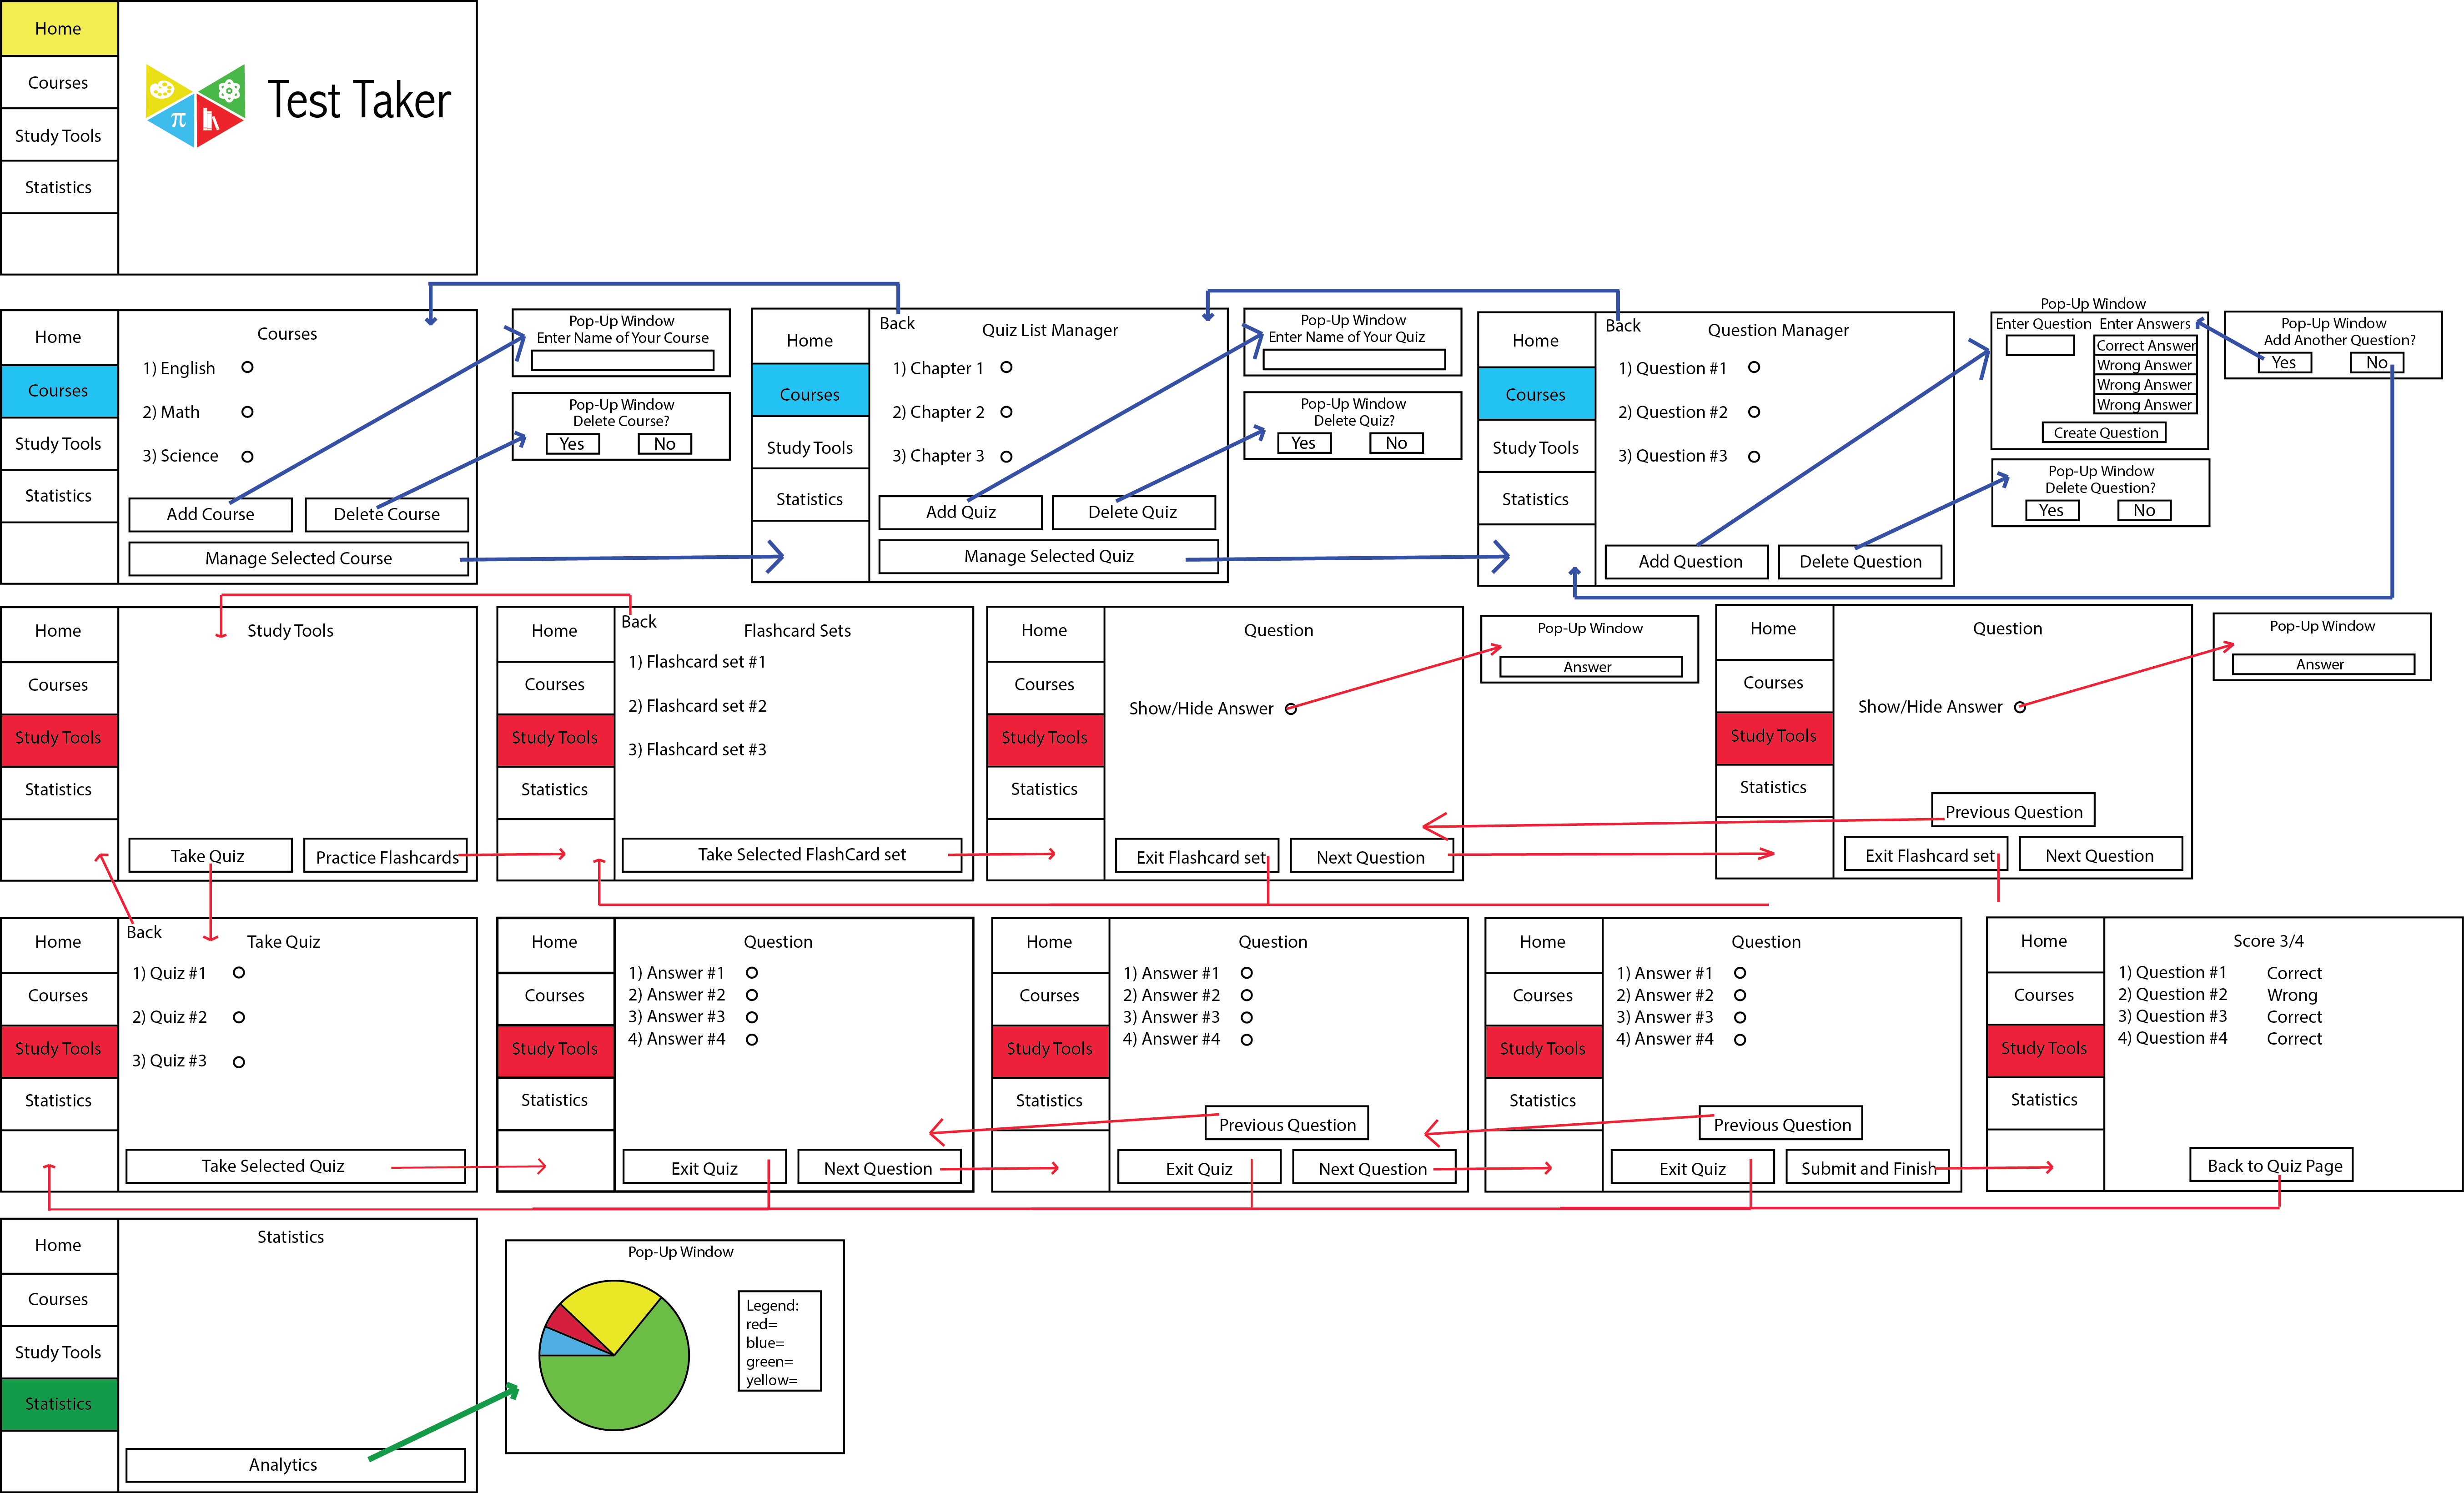 Home
Courses
Study Tools
Statistics
Test Taker
π
Home
Courses
Study Tools
Statistics
Courses
1) English
2) Math
3) Science
Add Course
Delete Course
Manage Selected Course
Pop-Up Window
Enter Name of Your Course
Pop-Up Window
Delete Course?
Yes
No
Home
Courses
Study Tools
Statistics
Back
Quiz List Manager
1) Chapter 1
2) Chapter 2
3) Chapter 3
Add Quiz
Delete Quiz
Manage Selected Quiz
Pop-Up Window
Enter Name of Your Quiz
Pop-Up Window
Delete Quiz?
Yes
No
Home
Courses
Study Tools
Statistics
Back
Question Manager
1) Question #1
2) Question #2
3) Question #3
Add Question
Delete Question
Pop-Up Window
Enter Question
Enter Answers
Correct Answer
Wrong Answer
Wrong Answer
Wrong Answer
Create Question
Pop-Up Window
Delete Question?
Yes
No
Pop-Up Window
Add Another Question?
Yes
No
Home
Courses
Study Tools
Statistics
Study Tools
Take Quiz
Practice Flashcards
Home
Courses
Study Tools
Statistics
Back
Flashcard Sets
1) Flashcard set #1
2) Flashcard set #2
3) Flashcard set #3
Take Selected FlashCard set
Home
Courses
Study Tools
Statistics
Question
Show/Hide Answer
Exit Flashcard set
Next Question
Pop-Up Window
Answer
Home
Courses
Study Tools
Statistics
Question
Show/Hide Answer
Previous Question
Exit Flashcard set
Next Question
Pop-Up Window
Answer
Home
Courses
Study Tools
Statistics
Back
Take Quiz
1) Quiz #1
2) Quiz #2
3) Quiz #3
Take Selected Quiz
Home
Courses
Study Tools
Statistics
Question
1) Answer #1
2) Answer #2
3) Answer #3
4) Answer #4
Exit Quiz
Next Question
Home
Courses
Study Tools
Statistics
Question
1) Answer #1
2) Answer #2
3) Answer #3
4) Answer #4
Previous Question
Exit Quiz
Next Question
Home
Courses
Study Tools
Statistics
Question
1) Answer #1
2) Answer #2
3) Answer #3
4) Answer #4
Previous Question
Exit Quiz
Submit and Finish
Home
Courses
Study Tools
Statistics
Score 3/4
1) Question #1 Correct
2) Question #2 Wrong
3) Question #3 Correct
4) Question #4 Correct
Back to Quiz Page
Home
Courses
Study Tools
Statistics
Statistics
Analytics
Pop-Up Window
Legend:
red=
blue=
green=
yellow=